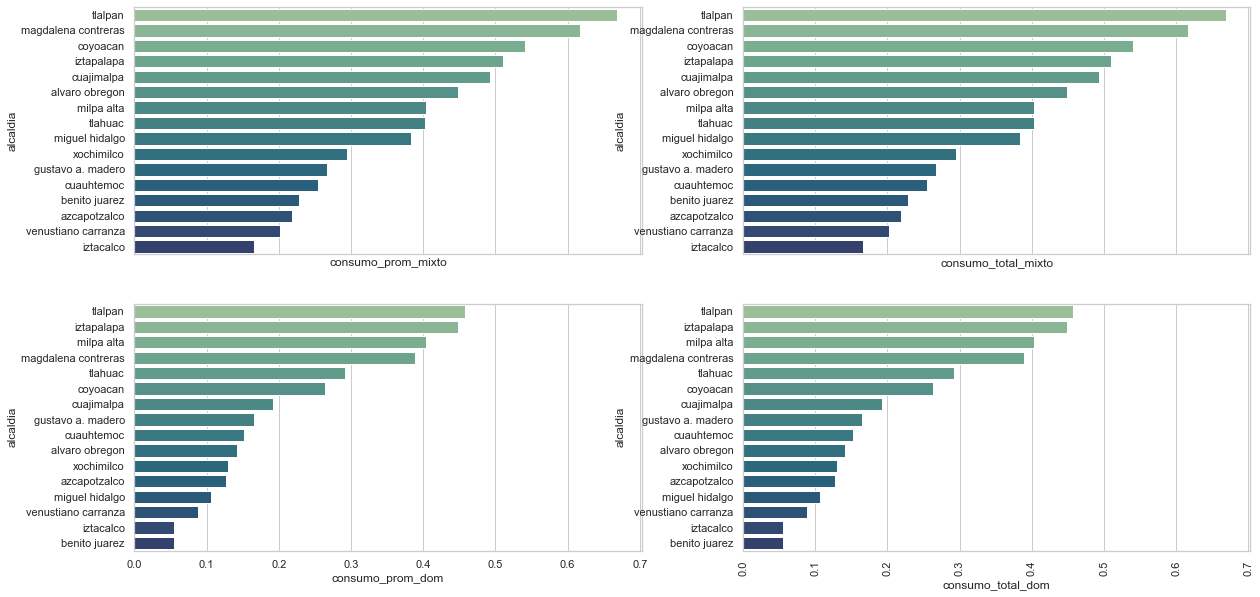 alcaldia
tlalpan
magdalena contreras
coyoacan
iztapalapa
cuajimalpa
alvaro obregon
milpa alta
tlahuac
miguel hidalgo
xochimilco
gustavo a. madero
cuauhtemoc
benito juarez
azcapotzalco
venustiano carranza
iztacalco
consumo_prom_mixto
alcaldia
tlalpan
magdalena contreras
coyoacan
iztapalapa
cuajimalpa
alvaro obregon
milpa alta
tlahuac
miguel hidalgo
xochimilco
gustavo a. madero
cuauhtemoc
benito juarez
azcapotzalco
venustiano carranza
iztacalco
consumo_total_mixto
alcaldia
tlalpan
iztapalapa
milpa alta
magdalena contreras
tlahuac
coyoacan
cuajimalpa
gustavo a. madero
cuauhtemoc
alvaro obregon
xochimilco
azcapotzalco
miguel hidalgo
venustiano carranza
iztacalco
benito juarez
0.0 0.1 0.2 0.3 0.4 0.5 0.6 0.7
consumo_prom_dom
alcaldia
tlalpan
iztapalapa
milpa alta
magdalena contreras
tlahuac
coyoacan
cuajimalpa
gustavo a. madero
cuauhtemoc
alvaro obregon
xochimilco
azcapotzalco
miguel hidalgo
venustiano carranza
iztacalco
benito juarez
0.0 0.1 0.2 0.3 0.4 0.5 0.6 0.7
consumo_total_dom